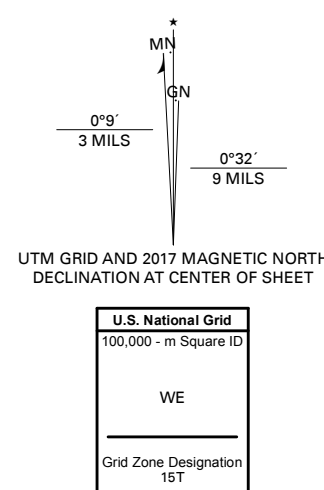 ★
MN
GN
0°9´
3 MILS
0°32´
9 MILS
UTM GRID AND 2017 MAGNETIC NORTH
DECLINATION AT CENTER OF SHEET
U.S. National Grid
100,000 - m Square ID
WE
Grid Zone Designation
15T